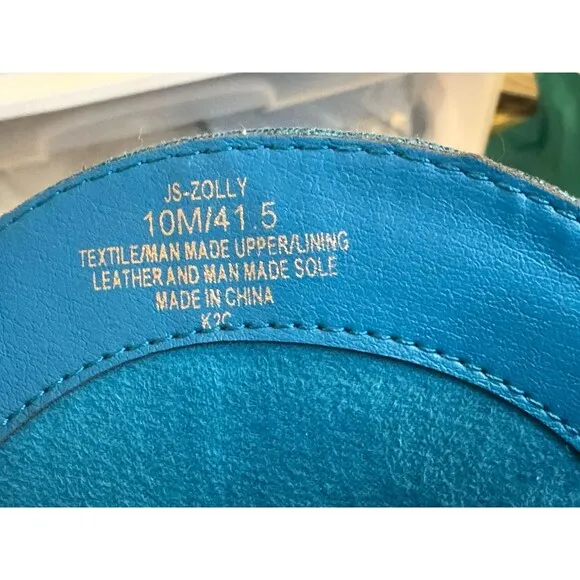 JS-ZOLLY
10M/41.5
TEXTILE/MAN MADE UPPER/LINING
LEATHER AND MAN MADE SOLE
MADE IN CHINA
K2C